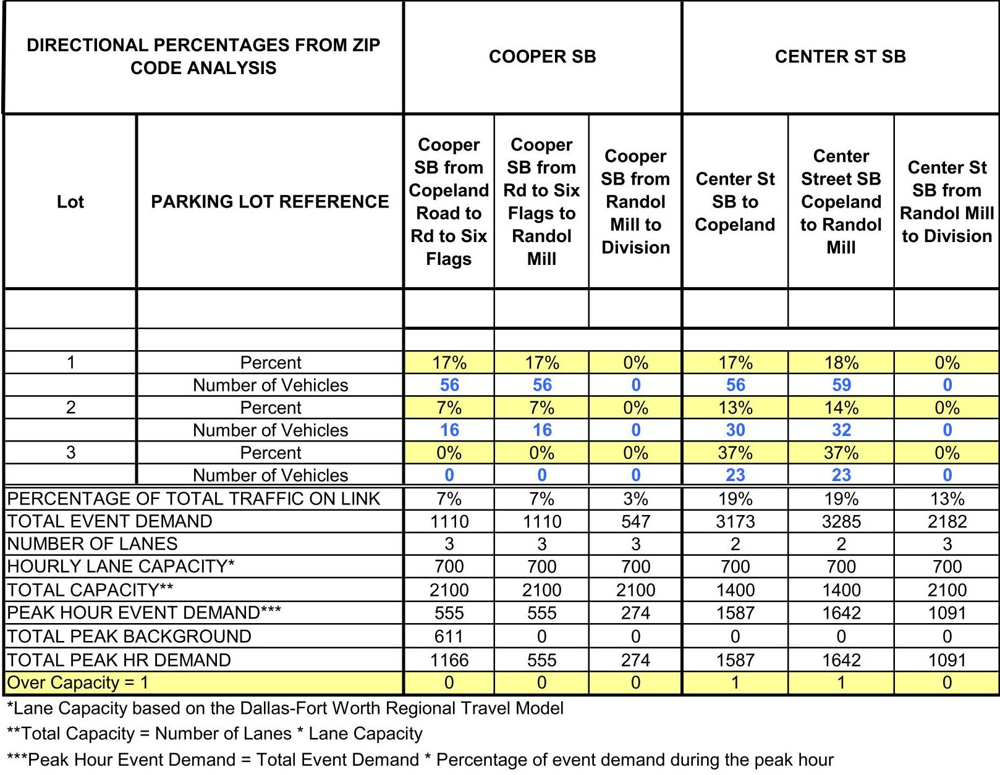 DIRECTIONAL PERCENTAGES FROM ZIP
CODE ANALYSIS
COOPER SB
CENTER ST SB
Lot
PARKING LOT REFERENCE
Cooper
SB from
Copeland
Road to
Rd to Six
Flags
Cooper
SB from
Rd to Six
Flags to
Randol
Mill
Cooper
SB from
Randol
Mill to
Division
Center St
SB to
Copeland
Center
Street SB
Copeland
to Randol
Mill
Center St
SB from
Randol Mill
to Division
1 Percent 17% 17% 0% 17% 18% 0%
Number of Vehicles 56 56 0 56 59 0
2 Percent 7% 7% 0% 13% 14% 0%
Number of Vehicles 16 16 0 30 32 0
3 Percent 0% 0% 0% 37% 37% 0%
Number of Vehicles 0 0 0 23 23 0
PERCENTAGE OF TOTAL TRAFFIC ON LINK 7% 7% 3% 19% 19% 13%
TOTAL EVENT DEMAND 1110 1110 547 3173 3285 2182
NUMBER OF LANES 3 3 3 2 2 3
HOURLY LANE CAPACITY* 700 700 700 700 700 700
TOTAL CAPACITY** 2100 2100 2100 1400 1400 2100
PEAK HOUR EVENT DEMAND*** 555 555 274 1587 1642 1091
TOTAL PEAK BACKGROUND 611 0 0 0 0 0
TOTAL PEAK HR DEMAND 1166 555 274 1587 1642 1091
Over Capacity = 1 0 0 0 1 1 0
*Lane Capacity based on the Dallas-Fort Worth Regional Travel Model
**Total Capacity = Number of Lanes * Lane Capacity
***Peak Hour Event Demand = Total Event Demand * Percentage of event demand during the peak hour